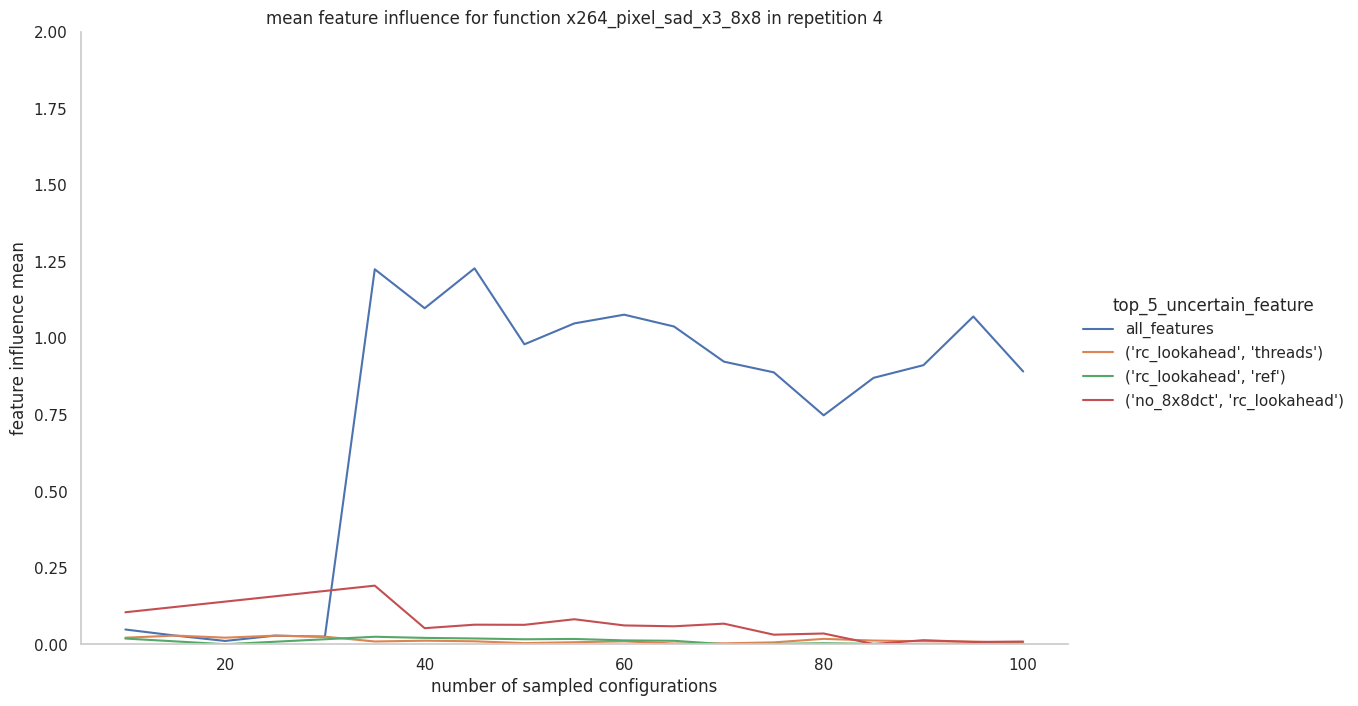 mean feature influence for function x264_pixel_sad_x3_8x8 in repetition 4
2.00
1.75
1.50
1.25
1.00
0.75
0.50
0.25
0.00
feature influence mean
20
40
60
80
100
number of sampled configurations
top_5_uncertain_feature
all_features
('rc_lookahead', 'threads')
('rc_lookahead', 'ref')
('no_8x8dct', 'rc_lookahead')